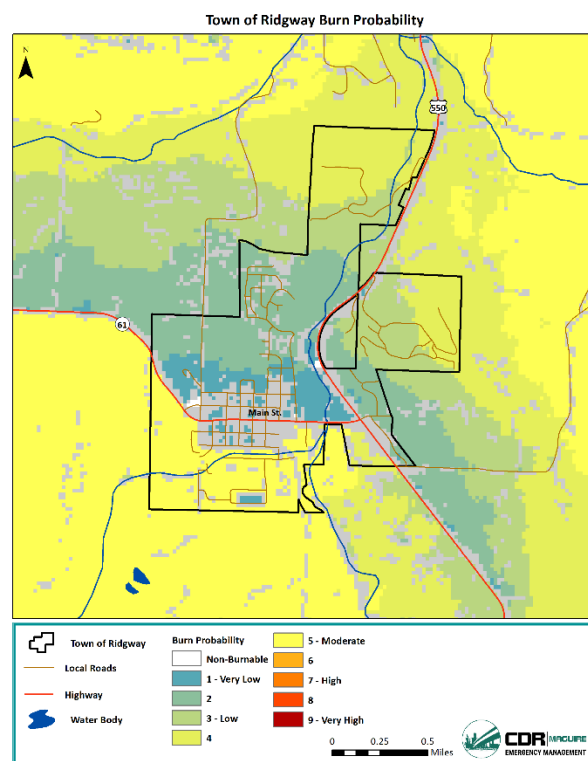 Town of Ridgway Burn Probability
N
550
61
Main St.
Town of Ridgway
Local Roads
Highway
Water Body
Burn Probability
Non-Burnable
1 - Very Low
2
3 - Low
4
5 - Moderate
6
7 - High
8
9 - Very High
0 0.25 0.5
Miles
CDR MAGUIRE
EMERGENCY MANAGEMENT